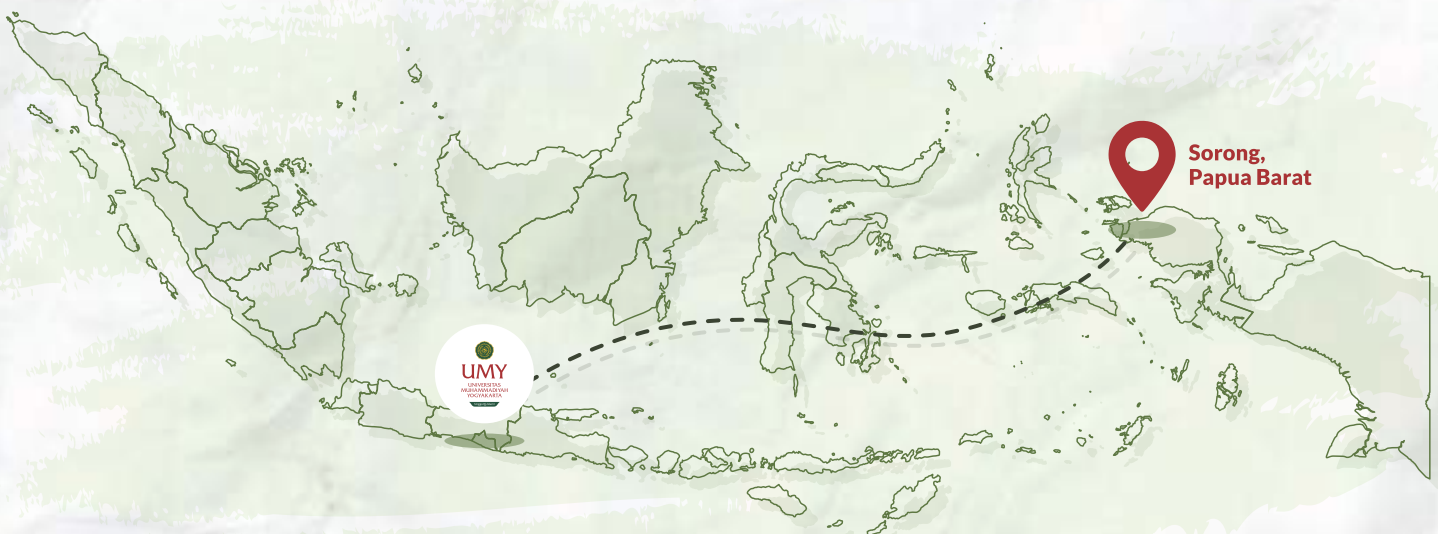 UMY
UNIVERSITAS
MUHAMMADIYAH
YOGYAKARTA
Sorong,
Papua Barat